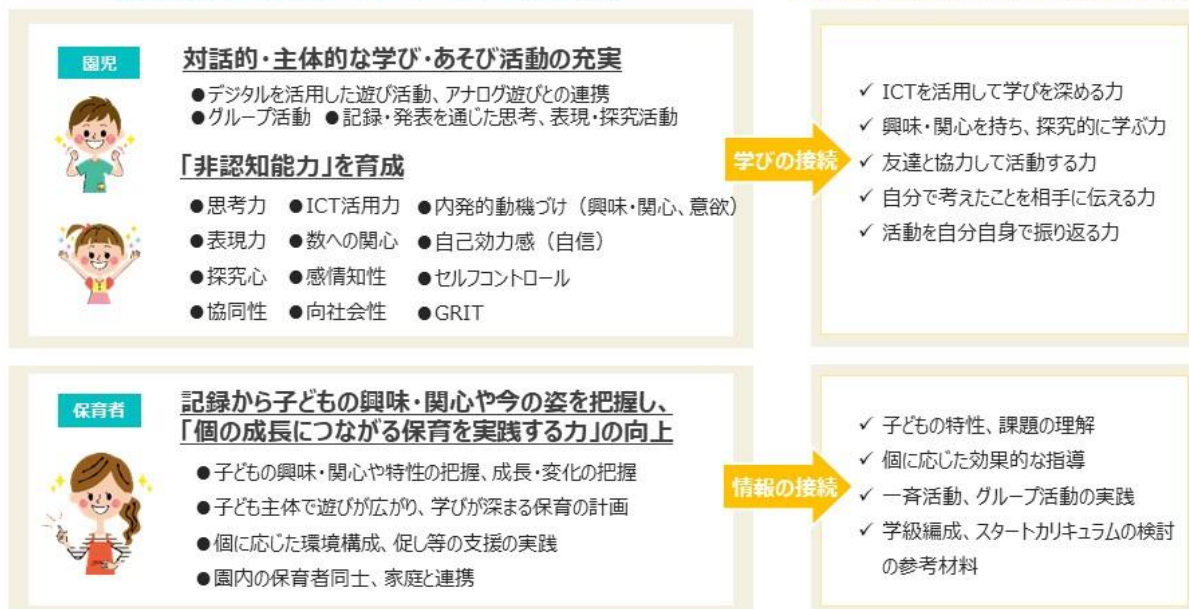 園児
対話的・主体的な学び・あそび活動の充実
●デジタルを活用した遊び活動、アナログ遊びとの連携
●グループ活動 ●記録・発表を通じた思考、表現・探究活動
「非認知能力」を育成
●思考力 ●ICT活用力 ●内発的動機づけ（興味・関心、意欲）
●表現力 ●数への関心 ●自己効力感（自信）
●探究心 ●感情知性 ●セルフコントロール
●協同性 ●向社会性 ●GRIT
学びの接続
✓ ICTを活用して学びを深める力
✓ 興味・関心を持ち、探究的に学ぶ力
✓ 友達と協力して活動する力
✓ 自分で考えたことを相手に伝える力
✓ 活動を自分自身で振り返る力
保育者
記録から子どもの興味・関心や今の姿を把握し、
「個の成長につながる保育を実践する力」の向上
●子どもの興味・関心や特性の把握、成長・変化の把握
●子ども主体で遊びが広がり、学びが深まる保育の計画
●個に応じた環境構成、促し等の支援の実践
●園内の保育者同士、家庭と連携
情報の接続
✓ 子どもの特性、課題の理解
✓ 個に応じた効果的な指導
✓ 一斉活動、グループ活動の実践
✓ 学級編成、スタートカリキュラムの検討
の参考材料